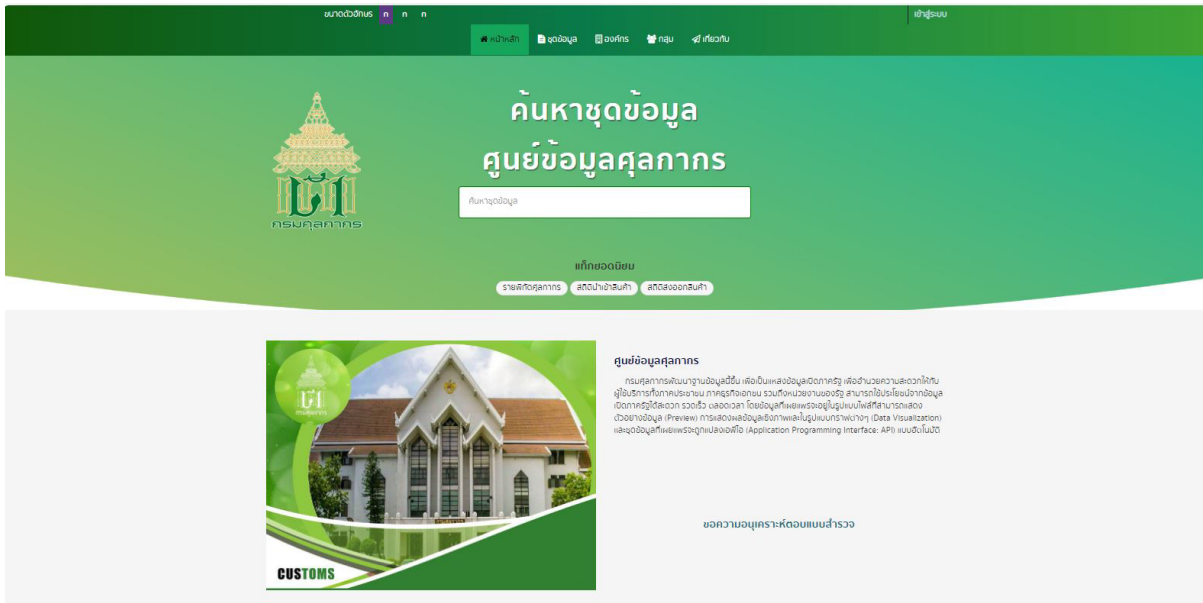 ขนาดตัวอักษร ก ก ก
เข้าสู่ระบบ
หน้าหลัก ชุดข้อมูล องค์กร กลุ่ม เกี่ยวกับ
ค้นหาชุดข้อมูล
ศูนย์ข้อมูลศุลกากร
กรมศุลกากร
ค้นหาชุดข้อมูล
แท็กยอดนิยม
รายพิกัดศุลกากร สถิตินำเข้าสินค้า สถิติส่งออกสินค้า
ศูนย์ข้อมูลศุลกากร
กรมศุลกากรพัฒนาฐานข้อมูลนี้ขึ้น เพื่อเป็นแหล่งข้อมูลเปิดภาครัฐ เพื่ออำนวยความสะดวกให้กับ
ผู้ใช้บริการทั้งภาคประชาชน ภาคธุรกิจเอกชน รวมถึงหน่วยงานของรัฐ สามารถใช้ประโยชน์จากข้อมูล
เปิดภาครัฐได้สะดวก รวดเร็ว ตลอดเวลา โดยข้อมูลที่เผยแพร่จะอยู่ในรูปแบบไฟล์ที่สามารถแสดง
ตัวอย่างข้อมูล (Preview) การแสดงผลข้อมูลเชิงภาพและในรูปแบบกราฟต่างๆ (Data Visualization)
และชุดข้อมูลที่เผยแพร่จะถูกแปลงเอพีไอ (Application Programming Interface: API) แบบอัตโนมัติ
กรมศุลกากร
CUSTOMS
ขอความอนุเคราะห์ตอบแบบสำรวจ